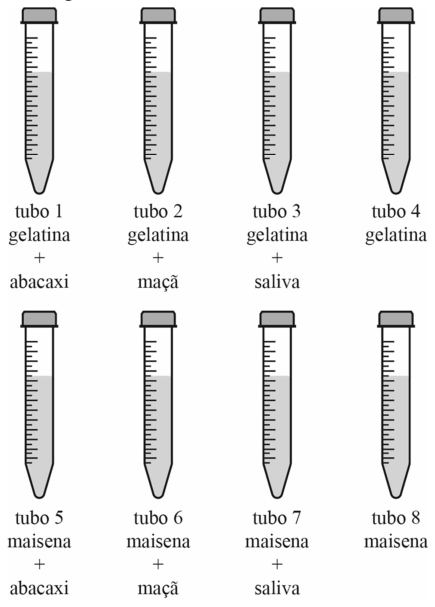 tubo 1 tubo 2 tubo 3 tubo 4
gelatina gelatina gelatina gelatina
+ + +
abacaxi maçã saliva
tubo 5 tubo 6 tubo 7 tubo 8
maisena maisena maisena maisena
+ + +
abacaxi maçã saliva